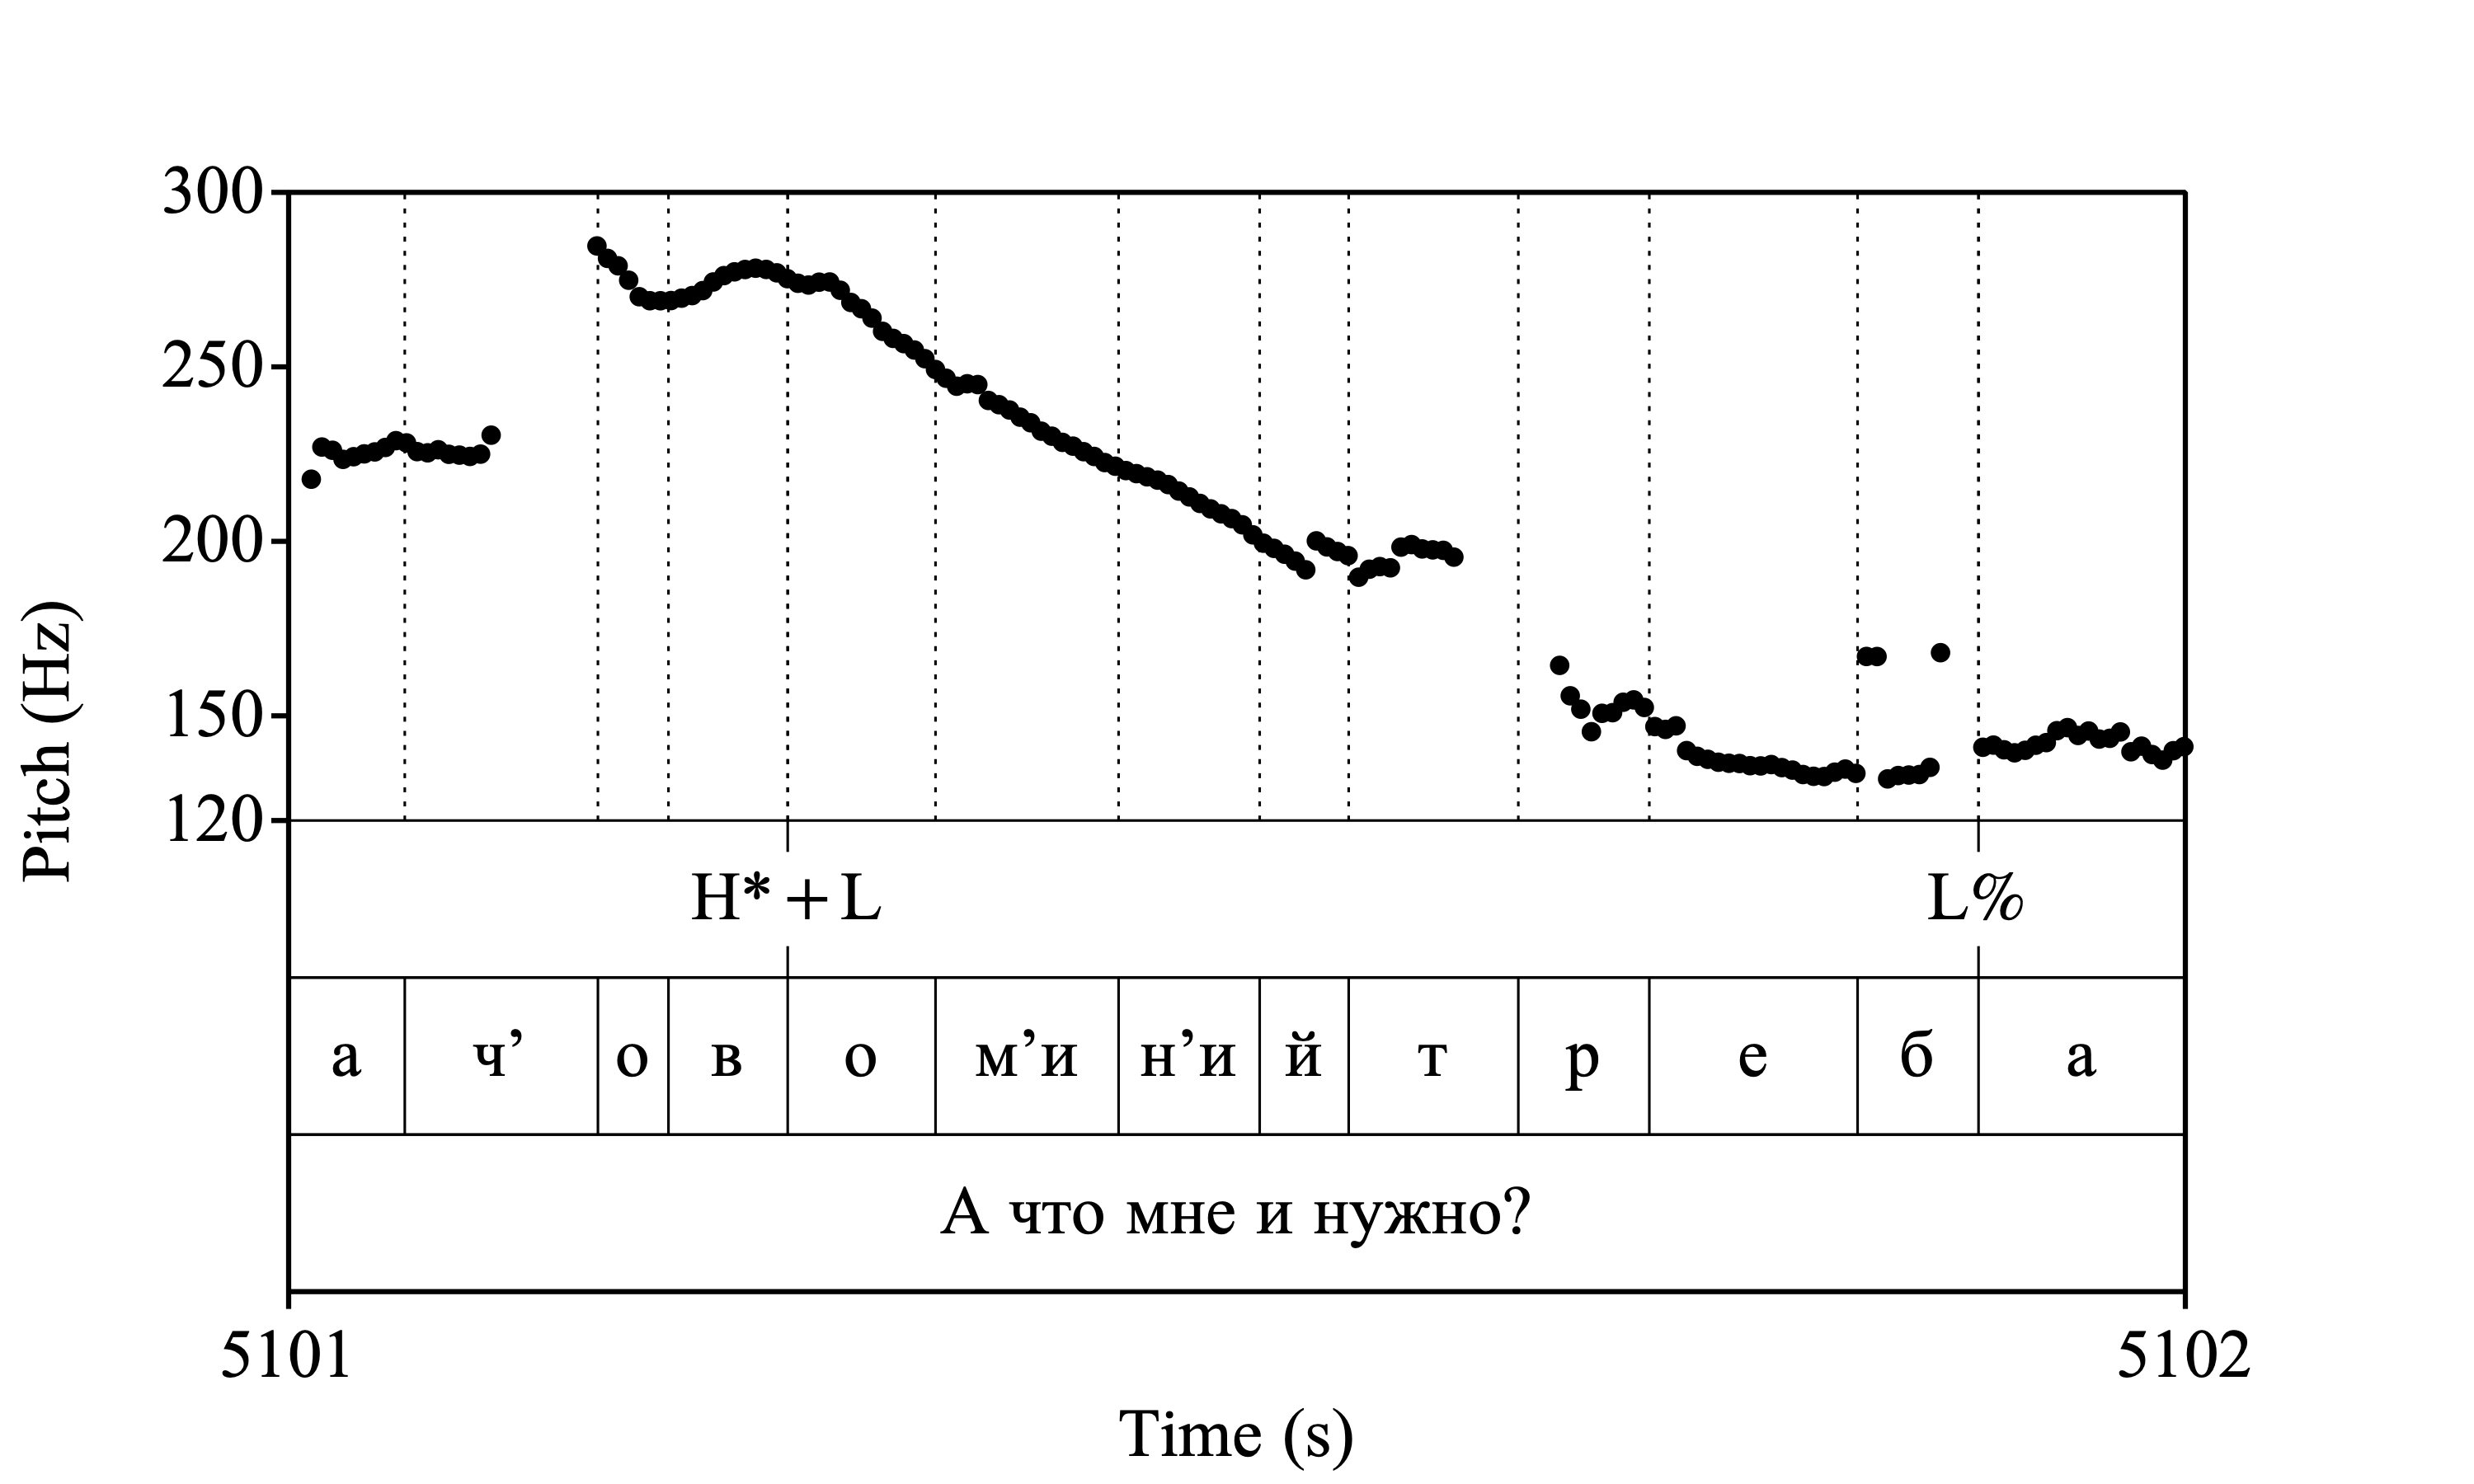 300
250
200
150
120
Pitch (Hz)
H*+L L%
а ч’ о в о м’и н’и й т р е б а
А что мне и нужно?
5101 5102
Time (s)